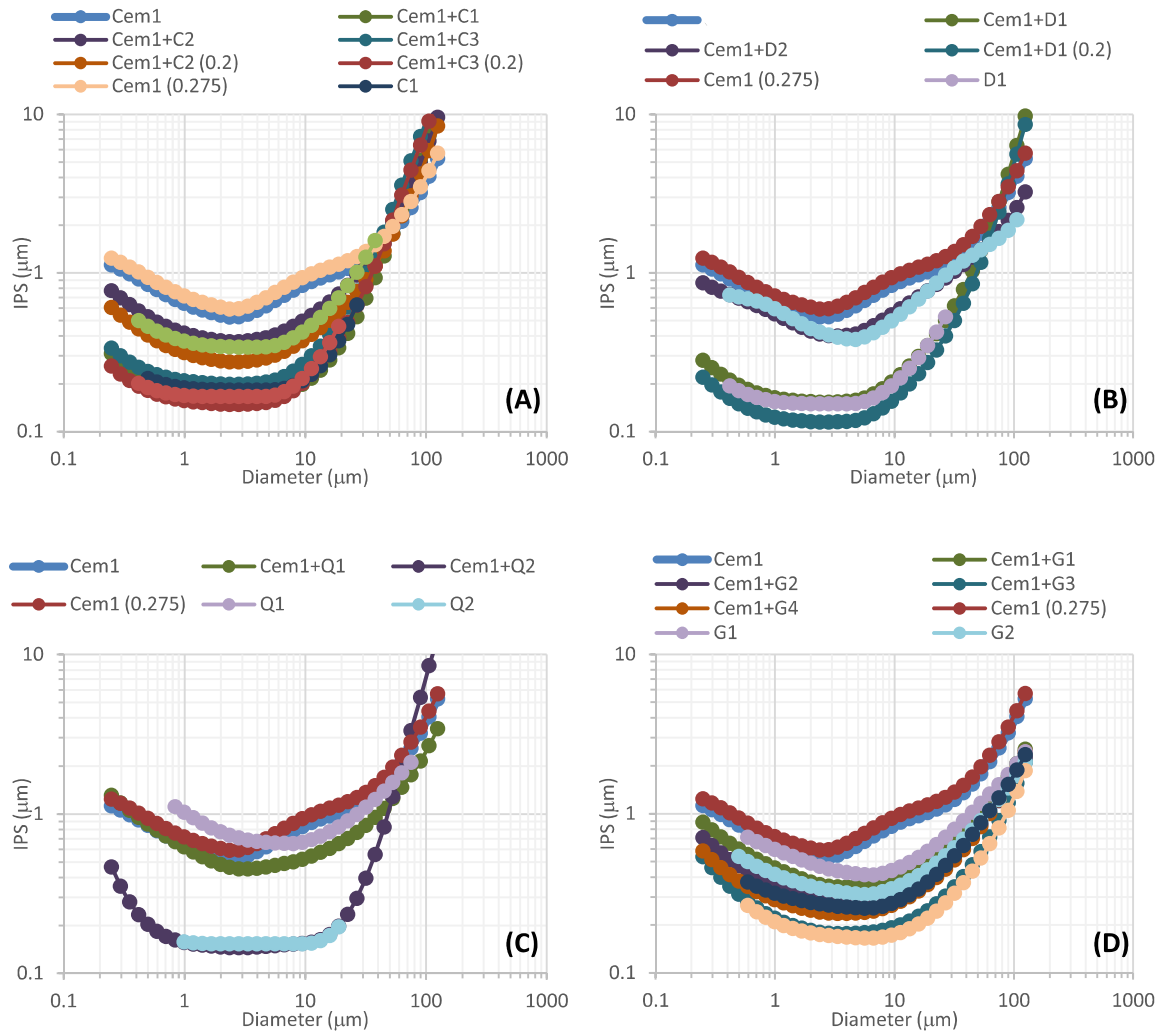 Cem1 Cem1+C1
Cem1+C2 Cem1+C3
Cem1+C2 (0.2) Cem1+C3 (0.2)
Cem1 (0.275) C1
10
1
0.1
IPS (μm)
0.1 1 10 100 1000
Diameter (μm)
(A)
Cem1+D1
Cem1+D2 Cem1+D1 (0.2)
Cem1 (0.275) D1
10
1
0.1
IPS (μm)
0.1 1 10 100 1000
Diameter (μm)
(B)
Cem1 Cem1+Q1 Cem1+Q2
Cem1 (0.275) Q1 Q2
10
1
0.1
IPS (μm)
0.1 1 10 100 1000
Diameter (μm)
(C)
Cem1 Cem1+G1
Cem1+G2 Cem1+G3
Cem1+G4 Cem1 (0.275)
G1 G2
10
1
0.1
IPS (μm)
0.1 1 10 100 1000
Diameter (μm)
(D)